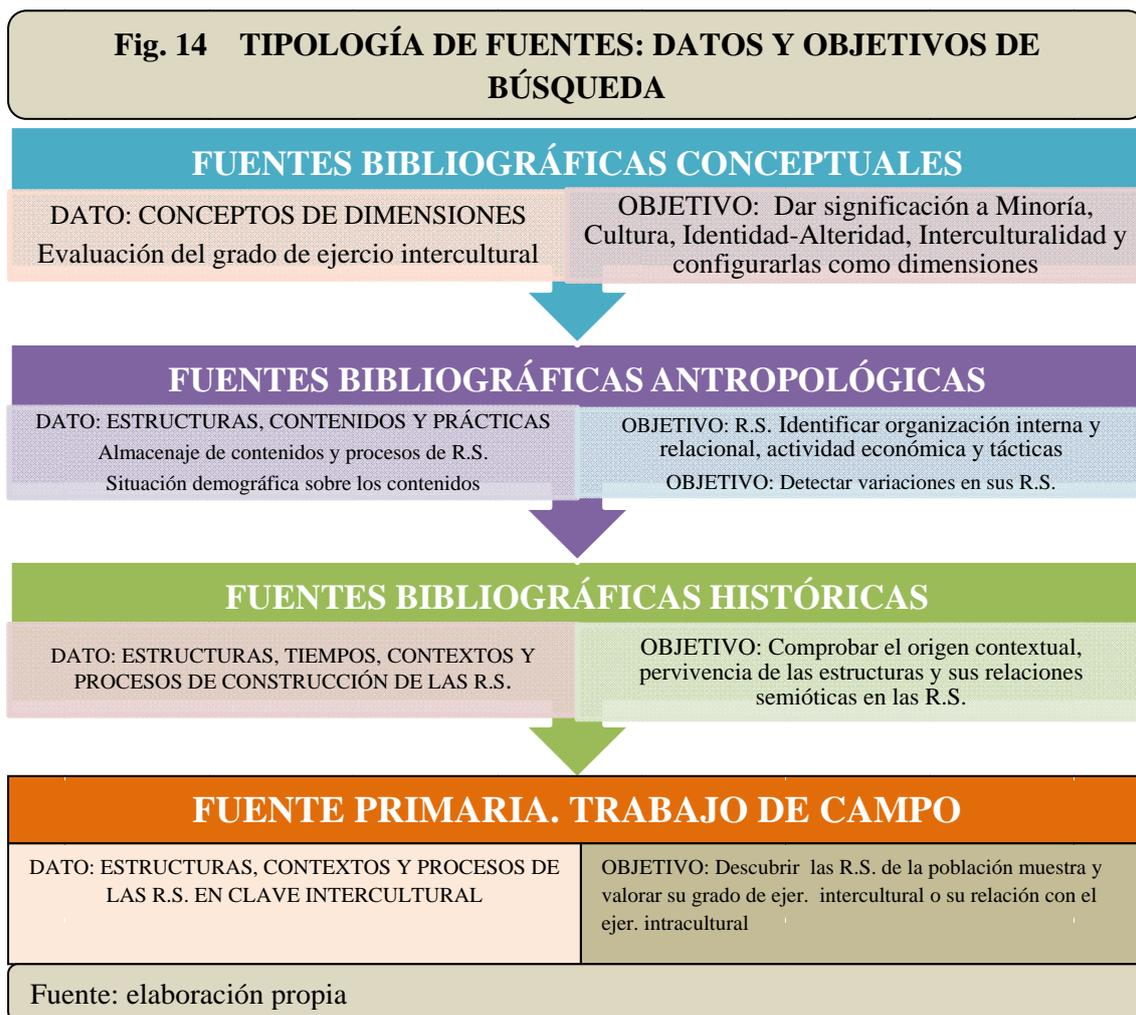 Fig. 14 TIPOLOGÍA DE FUENTES: DATOS Y OBJETIVOS DE
BÚSQUEDA
FUENTES BIBLIOGRÁFICAS CONCEPTUALES
DATO: CONCEPTOS DE DIMENSIONES
Evaluación del grado de ejercio intercultural
OBJETIVO: Dar significación a Minoría,
Cultura, Identidad-Alteridad, Interculturalidad y
configurarlas como dimensiones
FUENTES BIBLIOGRÁFICAS ANTROPOLÓGICAS
DATO: ESTRUCTURAS, CONTENIDOS Y PRÁCTICAS
Almacenaje de contenidos y procesos de R.S.
Situación demográfica sobre los contenidos
OBJETIVO: R.S. Identificar organización interna y
relacional, actividad económica y tácticas
OBJETIVO: Detectar variaciones en sus R.S.
FUENTES BIBLIOGRÁFICAS HISTÓRICAS
DATO: ESTRUCTURAS, TIEMPOS, CONTEXTOS Y
PROCESOS DE CONSTRUCCIÓN DE LAS R.S.
OBJETIVO: Comprobar el origen contextual,
pervivencia de las estructuras y sus relaciones
semióticas en las R.S.
FUENTE PRIMARIA. TRABAJO DE CAMPO
DATO: ESTRUCTURAS, CONTEXTOS Y PROCESOS DE
LAS R.S. EN CLAVE INTERCULTURAL
OBJETIVO: Descubrir las R.S. de la población muestra y
valorar su grado de ejer. intercultural o su relación con el
ejer. intracultural
Fuente: elaboración propia